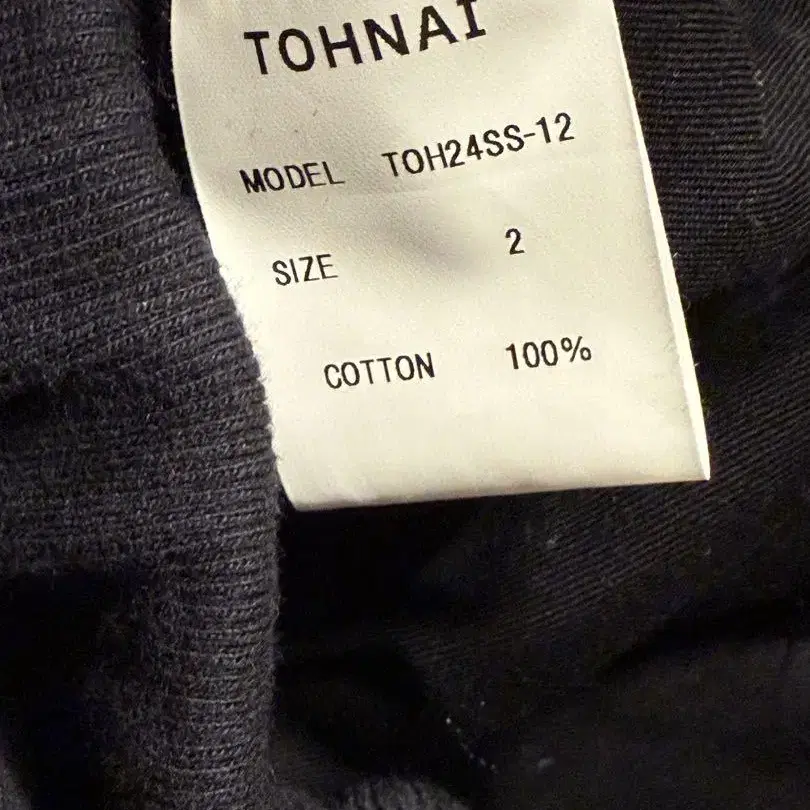 TOHNAI
MODEL TOH24SS-12
SIZE 2
COTTON 100%